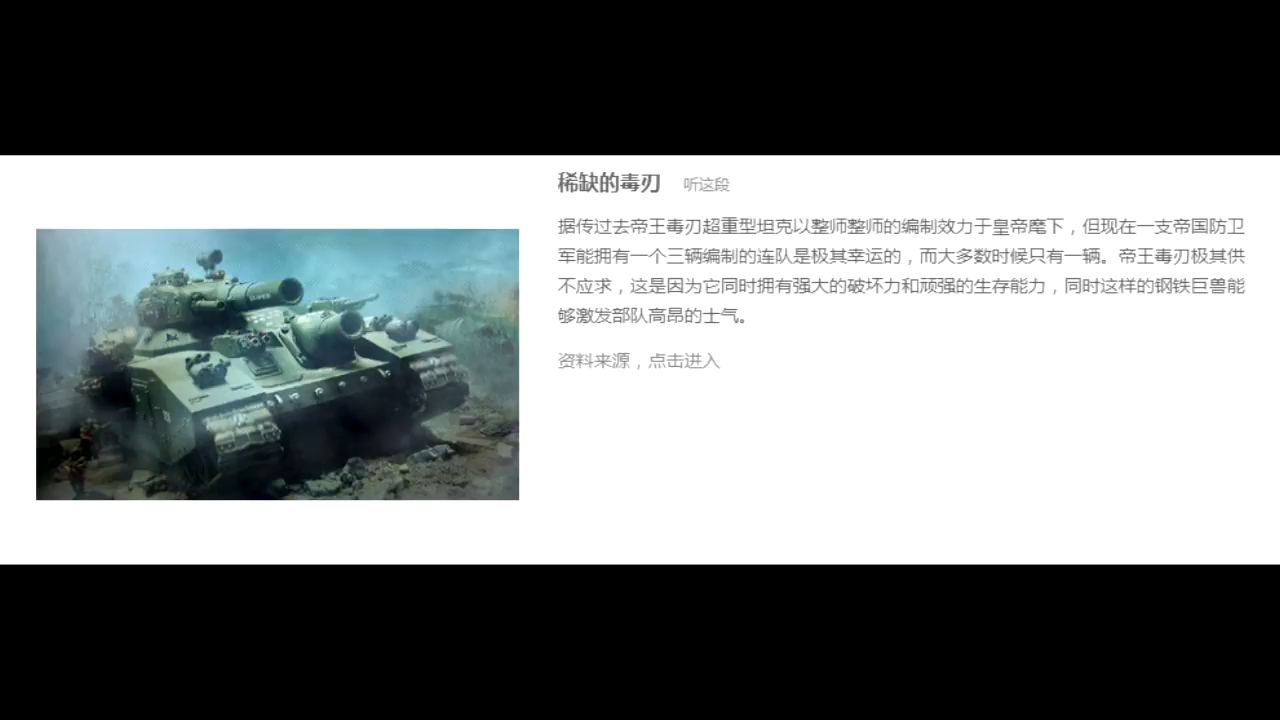 稀缺的毒刃 听这段
据传过去帝王毒刃超重型坦克以整师整师的编制效力于皇帝麾下，但现在一支帝国防卫
军能拥有一个三辆编制的连队是极其幸运的，而大多数时候只有一辆。帝王毒刃极其供
不应求，这是因为它同时拥有强大的破坏力和顽强的生存能力，同时这样的钢铁巨兽能
够激发部队高昂的士气。
资料来源，点击进入